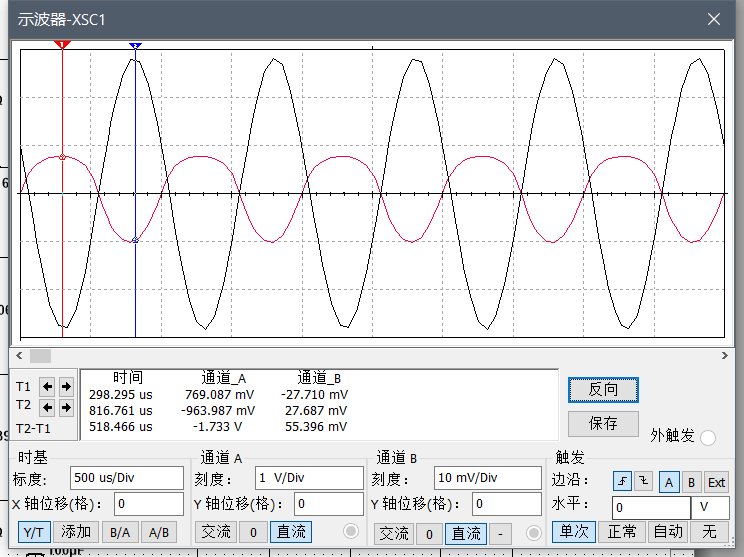 示波器-XSC1
1
2
时间 通道_A 通道_B
T1 298.295 us 769.087 mV -27.710 mV
T2 816.761 us -963.987 mV 27.687 mV
T2-T1 518.466 us -1.733 V 55.396 mV
反向
保存
外触发
时基
标度: 500 us/Div
X 轴位移(格): 0
Y/T 添加 B/A A/B
通道 A
刻度: 1 V/Div
Y 轴位移(格): 0
交流 0 直流
通道 B
刻度: 10 mV/Div
Y 轴位移(格): 0
交流 0 直流 -
触发
边沿: A B Ext
水平: 0 V
单次 正常 自动 无
100µF